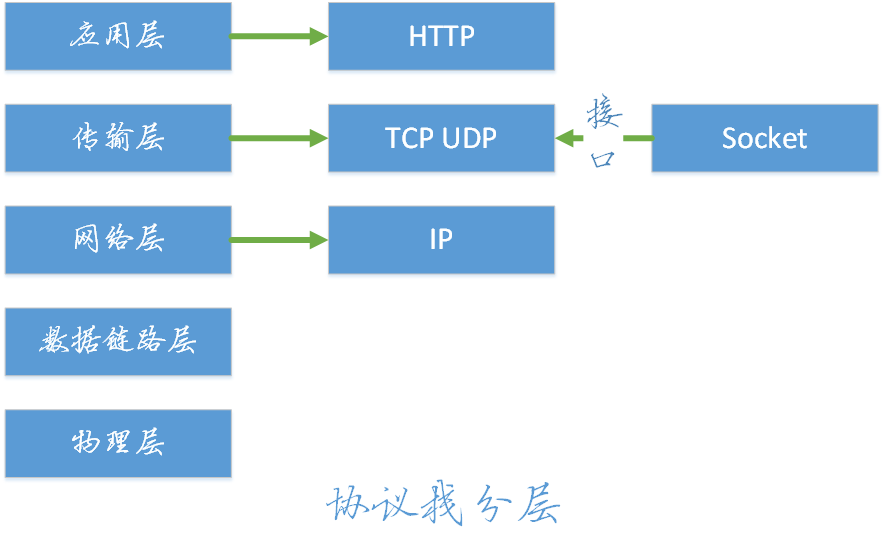 应用层
HTTP
传输层
TCP UDP
接
口
Socket
网络层
IP
数据链路层
物理层
协议栈分层